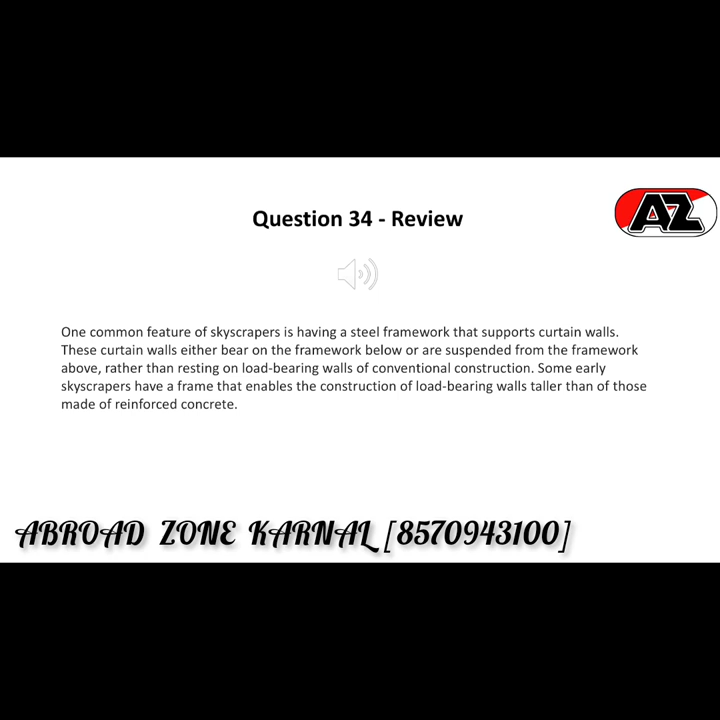 Question 34 - Review
AZ
One common feature of skyscrapers is having a steel framework that supports curtain walls.
These curtain walls either bear on the framework below or are suspended from the framework
above, rather than resting on load-bearing walls of conventional construction. Some early
skyscrapers have a frame that enables the construction of load-bearing walls taller than of those
made of reinforced concrete.
ABROAD ZONE KARNAL [8570943100]